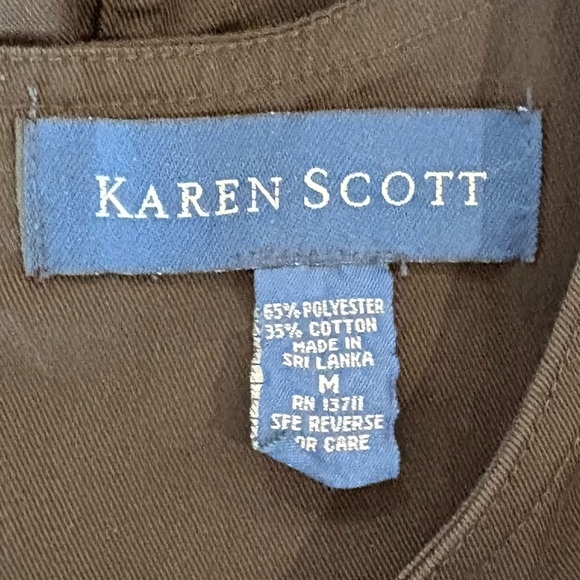 KAREN SCOTT
65% POLYESTER
35% COTTON
MADE IN
SRI LANKA
M
RN 13711
SEE REVERSE
OR CARE